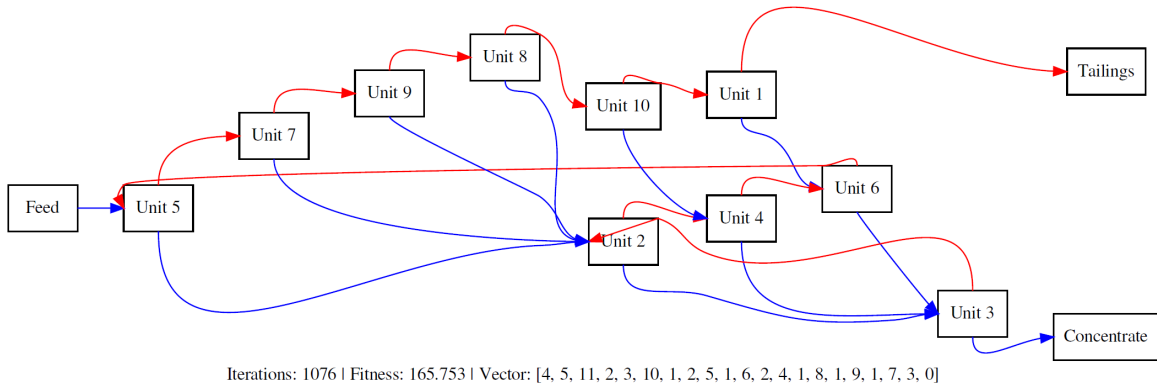 Unit 8
Tailings
Unit 9
Unit 10
Unit 1
Unit 7
Unit 6
Feed
Unit 5
Unit 4
Unit 2
Unit 3
Concentrate
Iterations: 1076 | Fitness: 165.753 | Vector: [4, 5, 11, 2, 3, 10, 1, 2, 5, 1, 6, 2, 4, 1, 8, 1, 9, 1, 7, 3, 0]